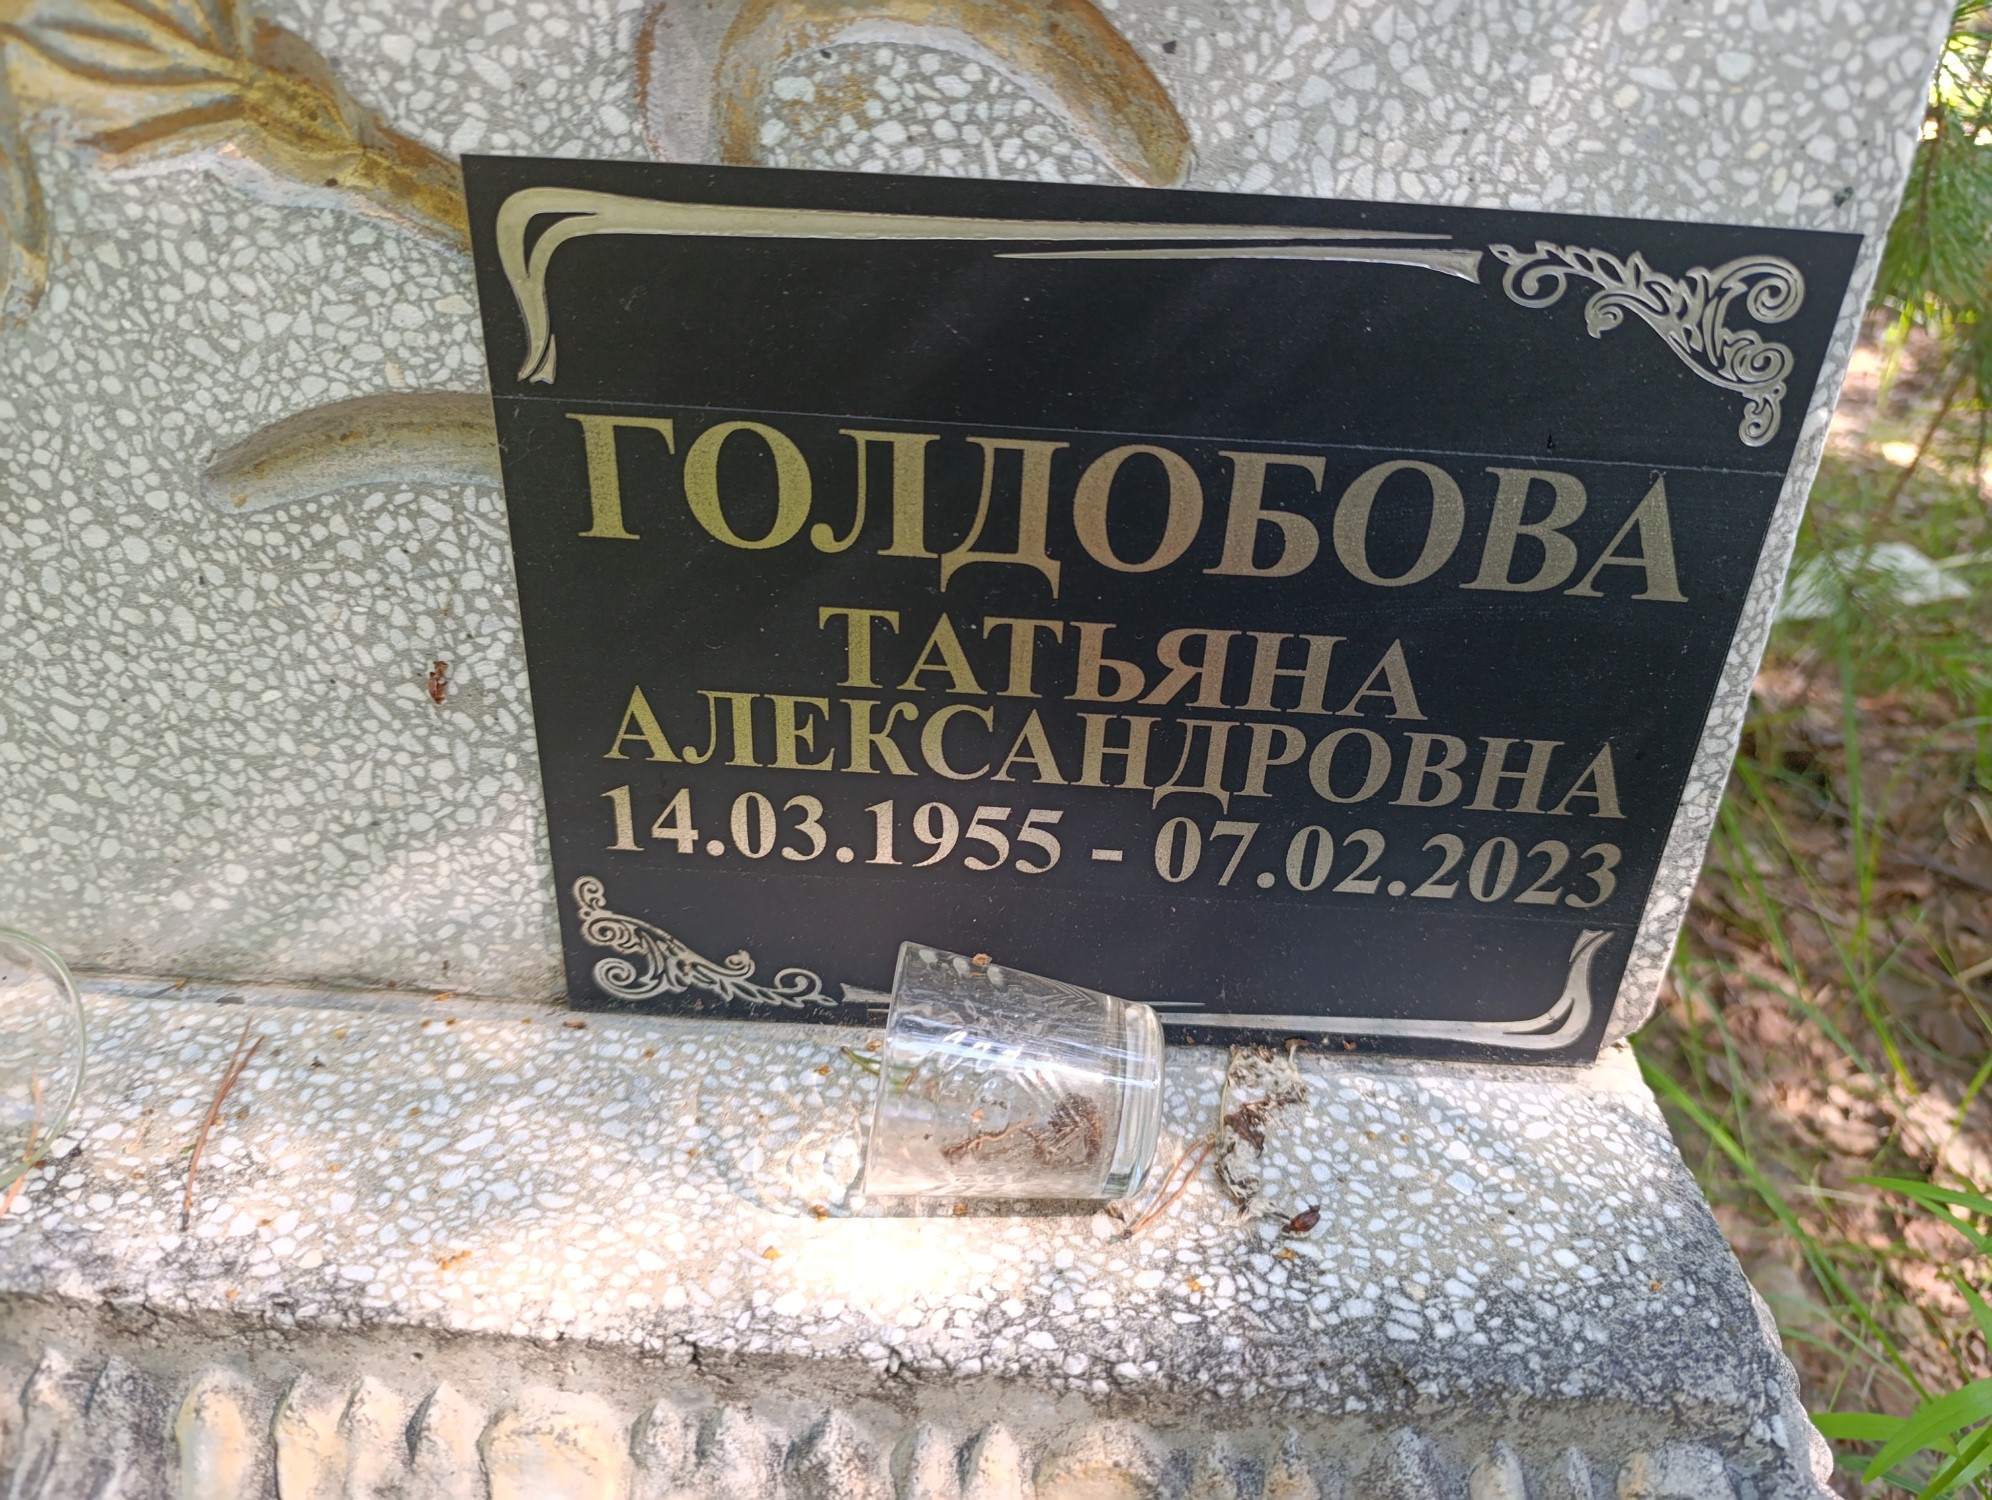 ГОЛДОБОВА
ТАТЬЯНА
АЛЕКСАНДРОВНА
14.03.1955 - 07.02.2023